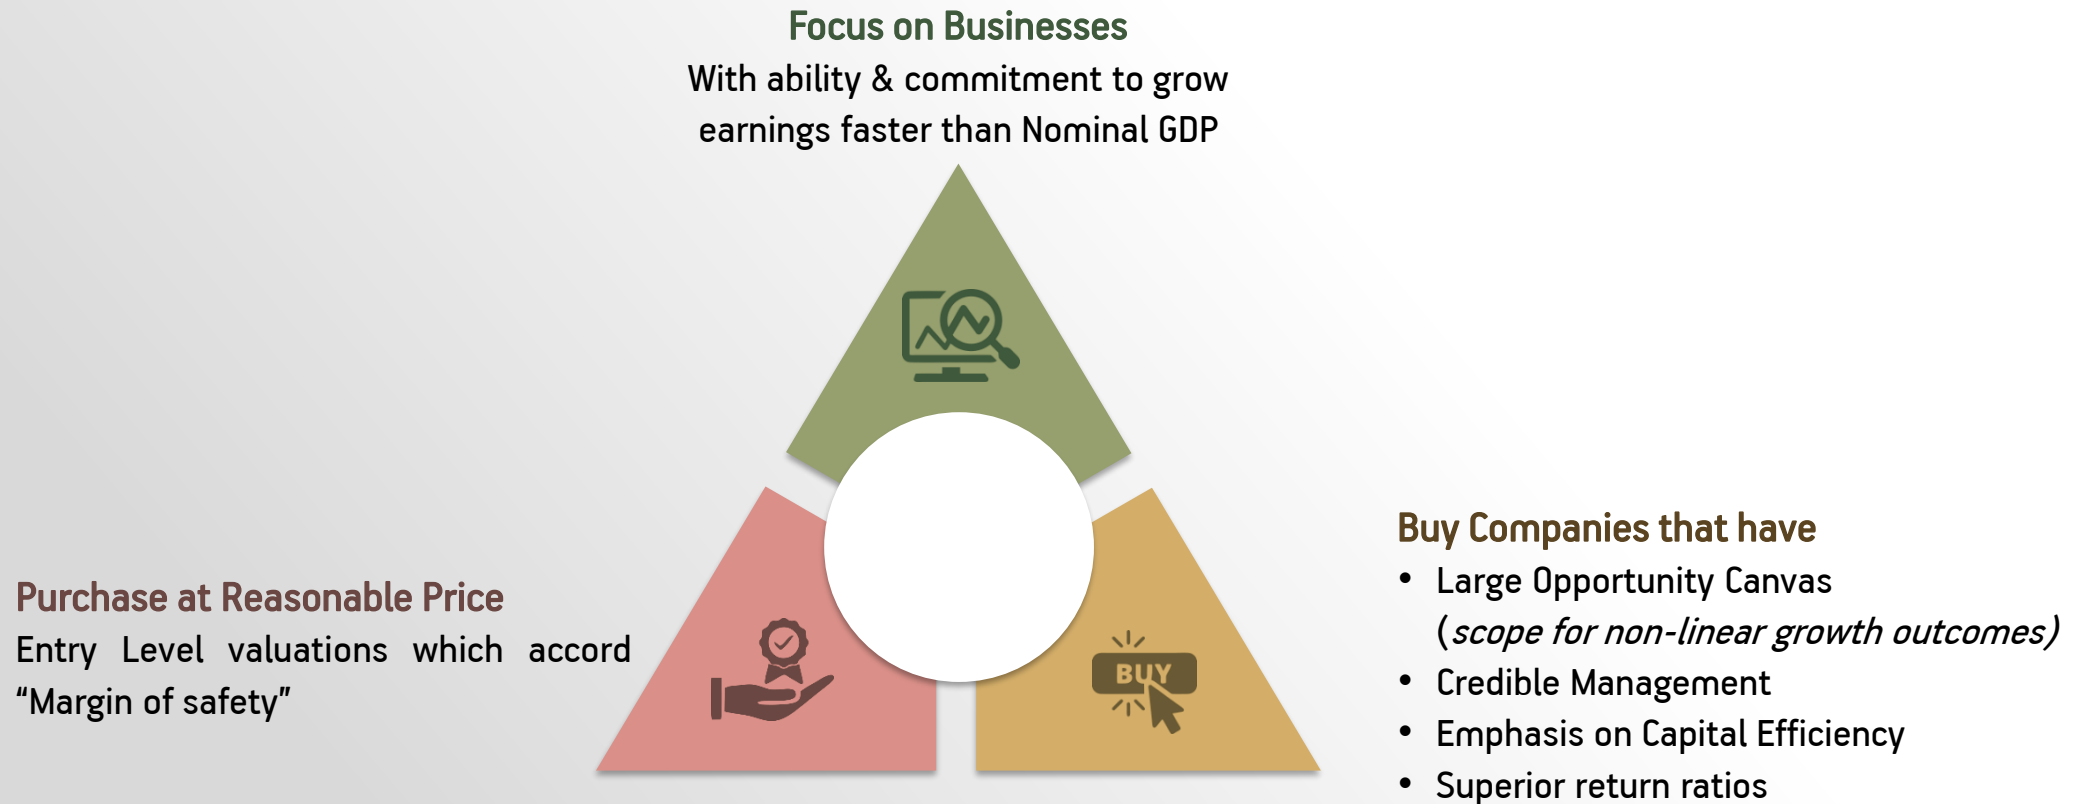 Focus on Businesses
With ability & commitment to grow
earnings faster than Nominal GDP
Purchase at Reasonable Price
Entry Level valuations which accord
“Margin of safety”
BUY
Buy Companies that have
• Large Opportunity Canvas
(scope for non-linear growth outcomes)
• Credible Management
• Emphasis on Capital Efficiency
• Superior return ratios